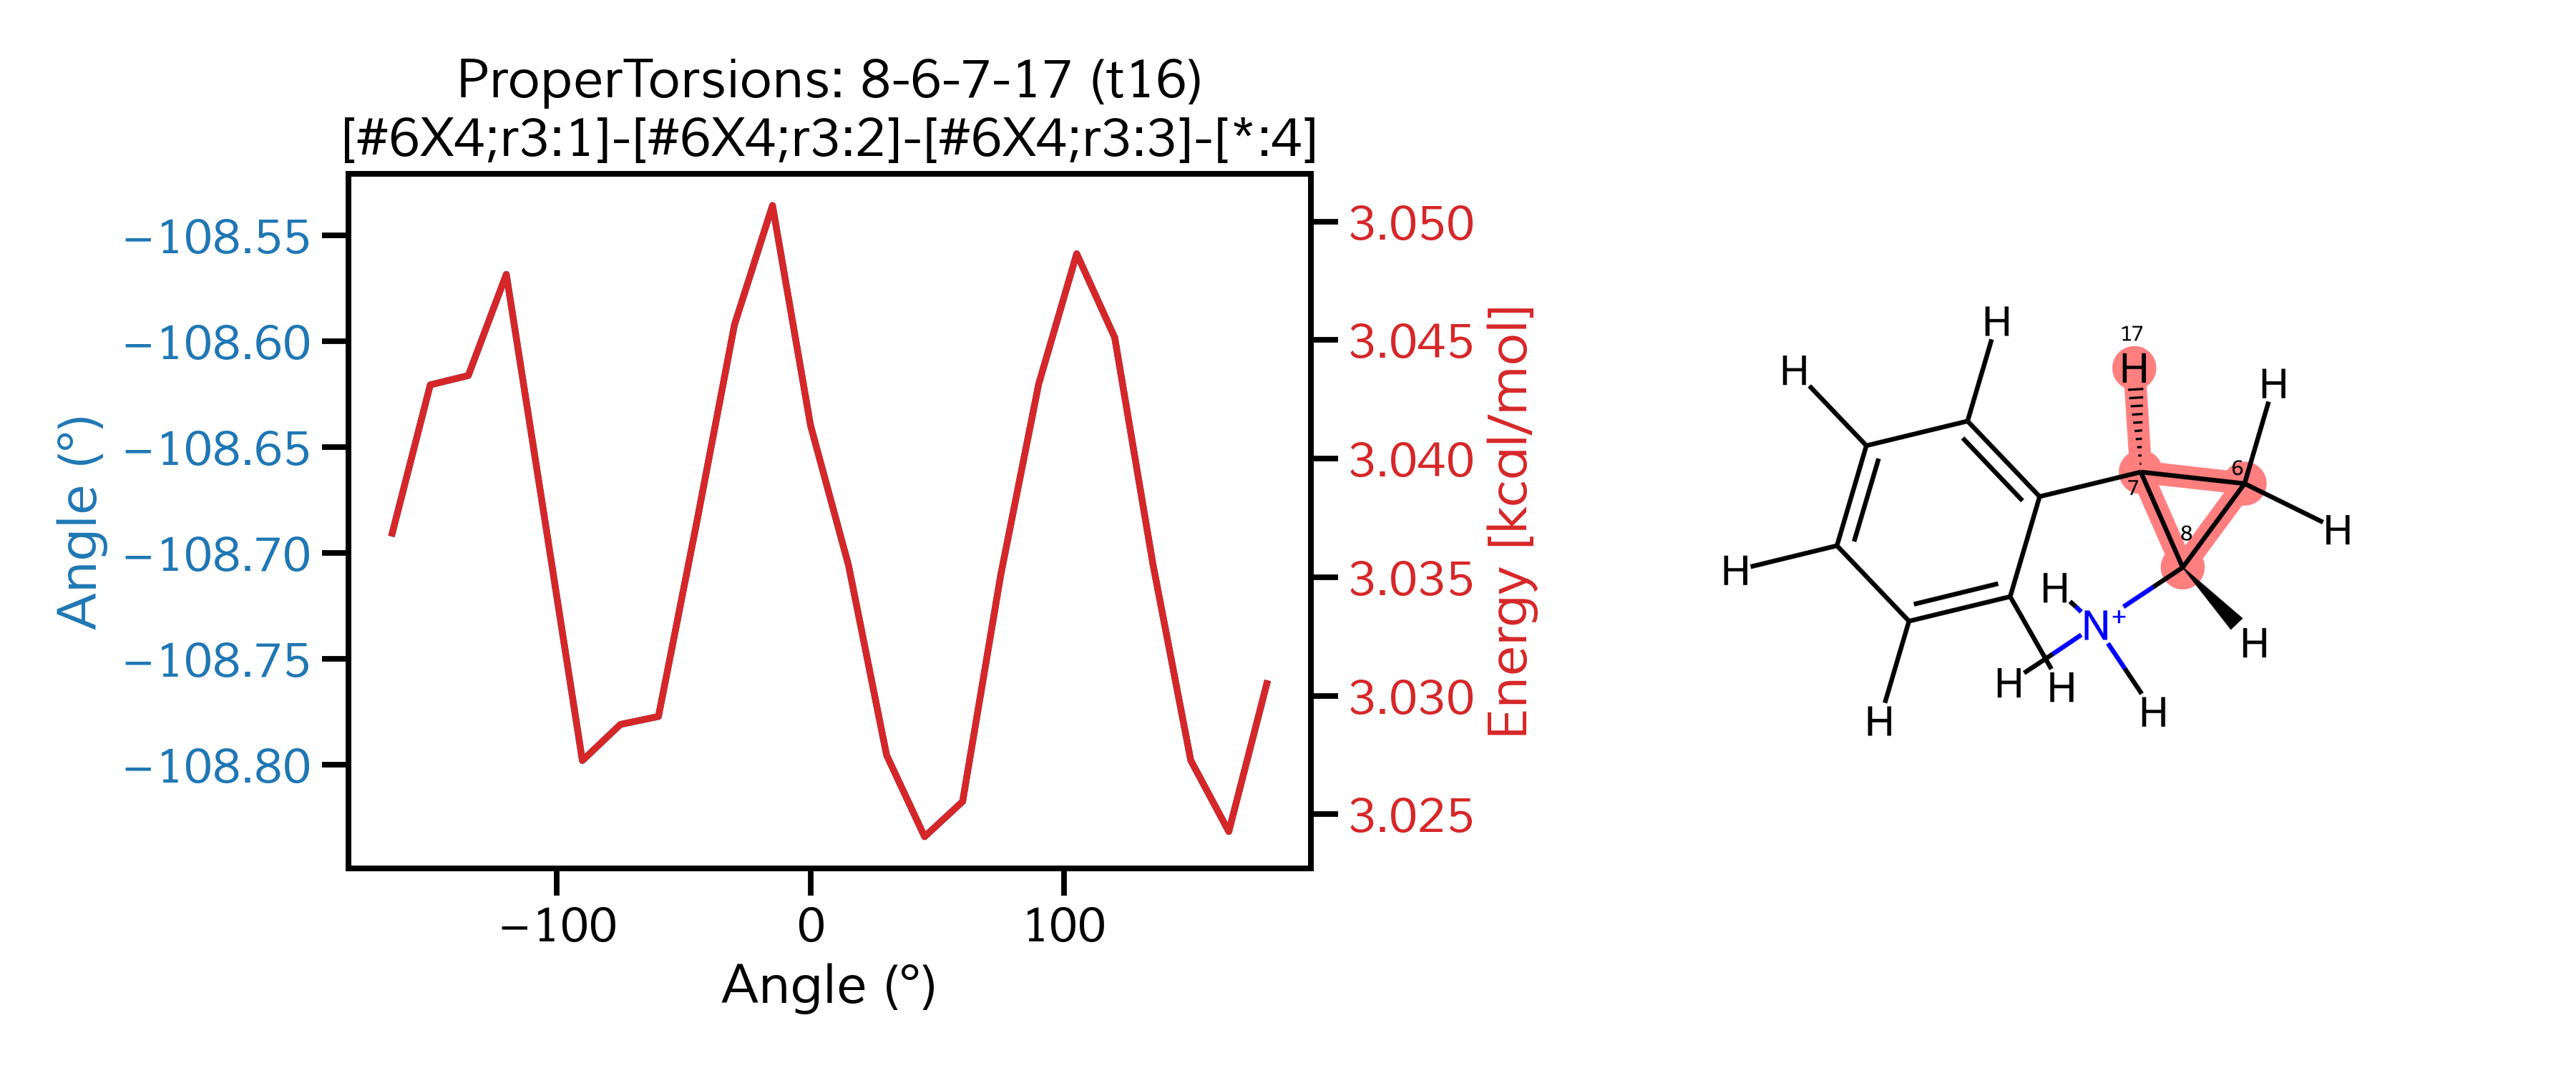 ProperTorsions: 8-6-7-17 (t16)
[#6X4;r3:1]-[#6X4;r3:2]-[#6X4;r3:3]-[*:4]
−108.55
−108.60
−108.65
−108.70
−108.75
−108.80
Angle (°)
3.050
3.045
3.040
3.035
3.030
3.025
Energy [kcal/mol]
−100
0
100
Angle (°)
H
17
H
H
H
6
7
H
8
H
H
N+
H
H
H
H
H